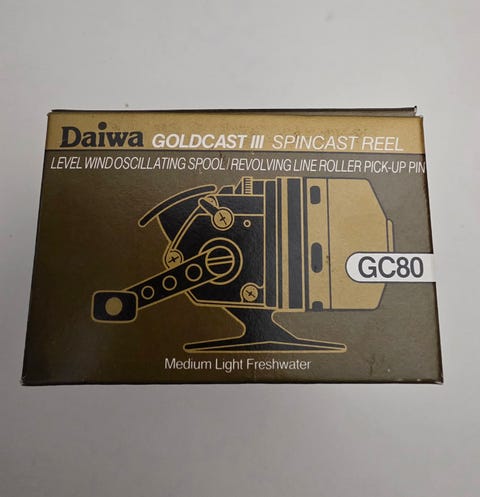 Daiwa GOLDCAST III SPINCAST REEL
LEVEL WIND OSCILLATING SPOOL/REVOLVING LINE ROLLER PICK-UP PIN
GC80
Medium Light Freshwater